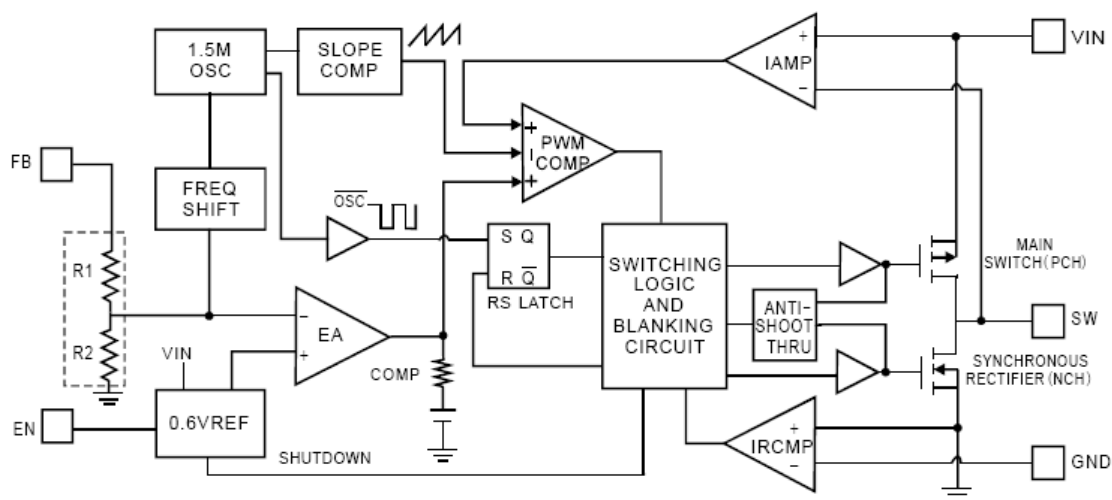 1.5M
OSC
SLOPE
COMP
+
IAMP
−
VIN
FB
FREQ
SHIFT
+
I
+
PWM
COMP
OSC
R1
R2
S Q
R Q
RS LATCH
SWITCHING
LOGIC
AND
BLANKING
CIRCUIT
ANTI-
SHOOT
THRU
MAIN
SWITCH(PCH)
SW
SYNCHRONOUS
RECTIFIER(NCH)
−
EA
+
COMP
VIN
EN
0.6VREF
SHUTDOWN
+
IRCMP
−
GND